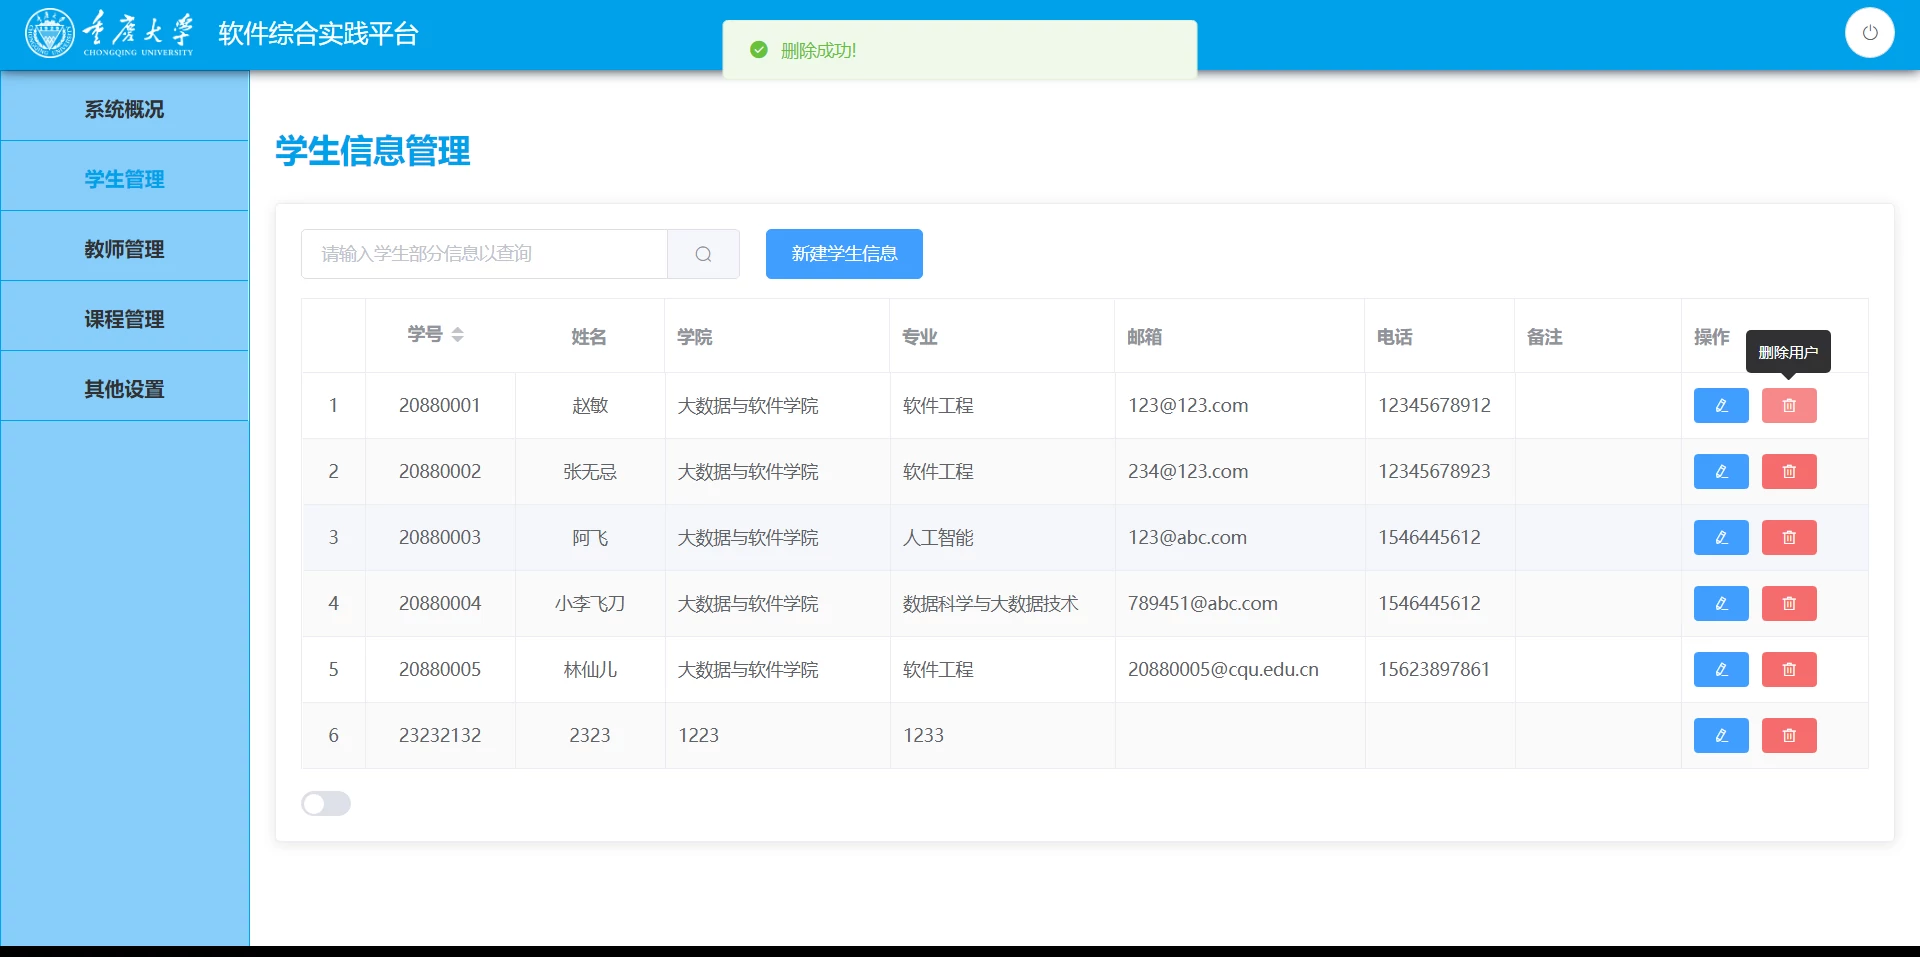 重庆大学
CHONGQING UNIVERSITY
软件综合实践平台
删除成功!
系统概况
学生管理
教师管理
课程管理
其他设置
学生信息管理
请输入学生部分信息以查询
新建学生信息
学号 姓名 学院 专业 邮箱 电话 备注 操作
删除用户
1 20880001 赵敏 大数据与软件学院 软件工程 123@123.com 12345678912
2 20880002 张无忌 大数据与软件学院 软件工程 234@123.com 12345678923
3 20880003 阿飞 大数据与软件学院 人工智能 123@abc.com 1546445612
4 20880004 小李飞刀 大数据与软件学院 数据科学与大数据技术 789451@abc.com 1546445612
5 20880005 林仙儿 大数据与软件学院 软件工程 20880005@cqu.edu.cn 15623897861
6 23232132 2323 1223 1233